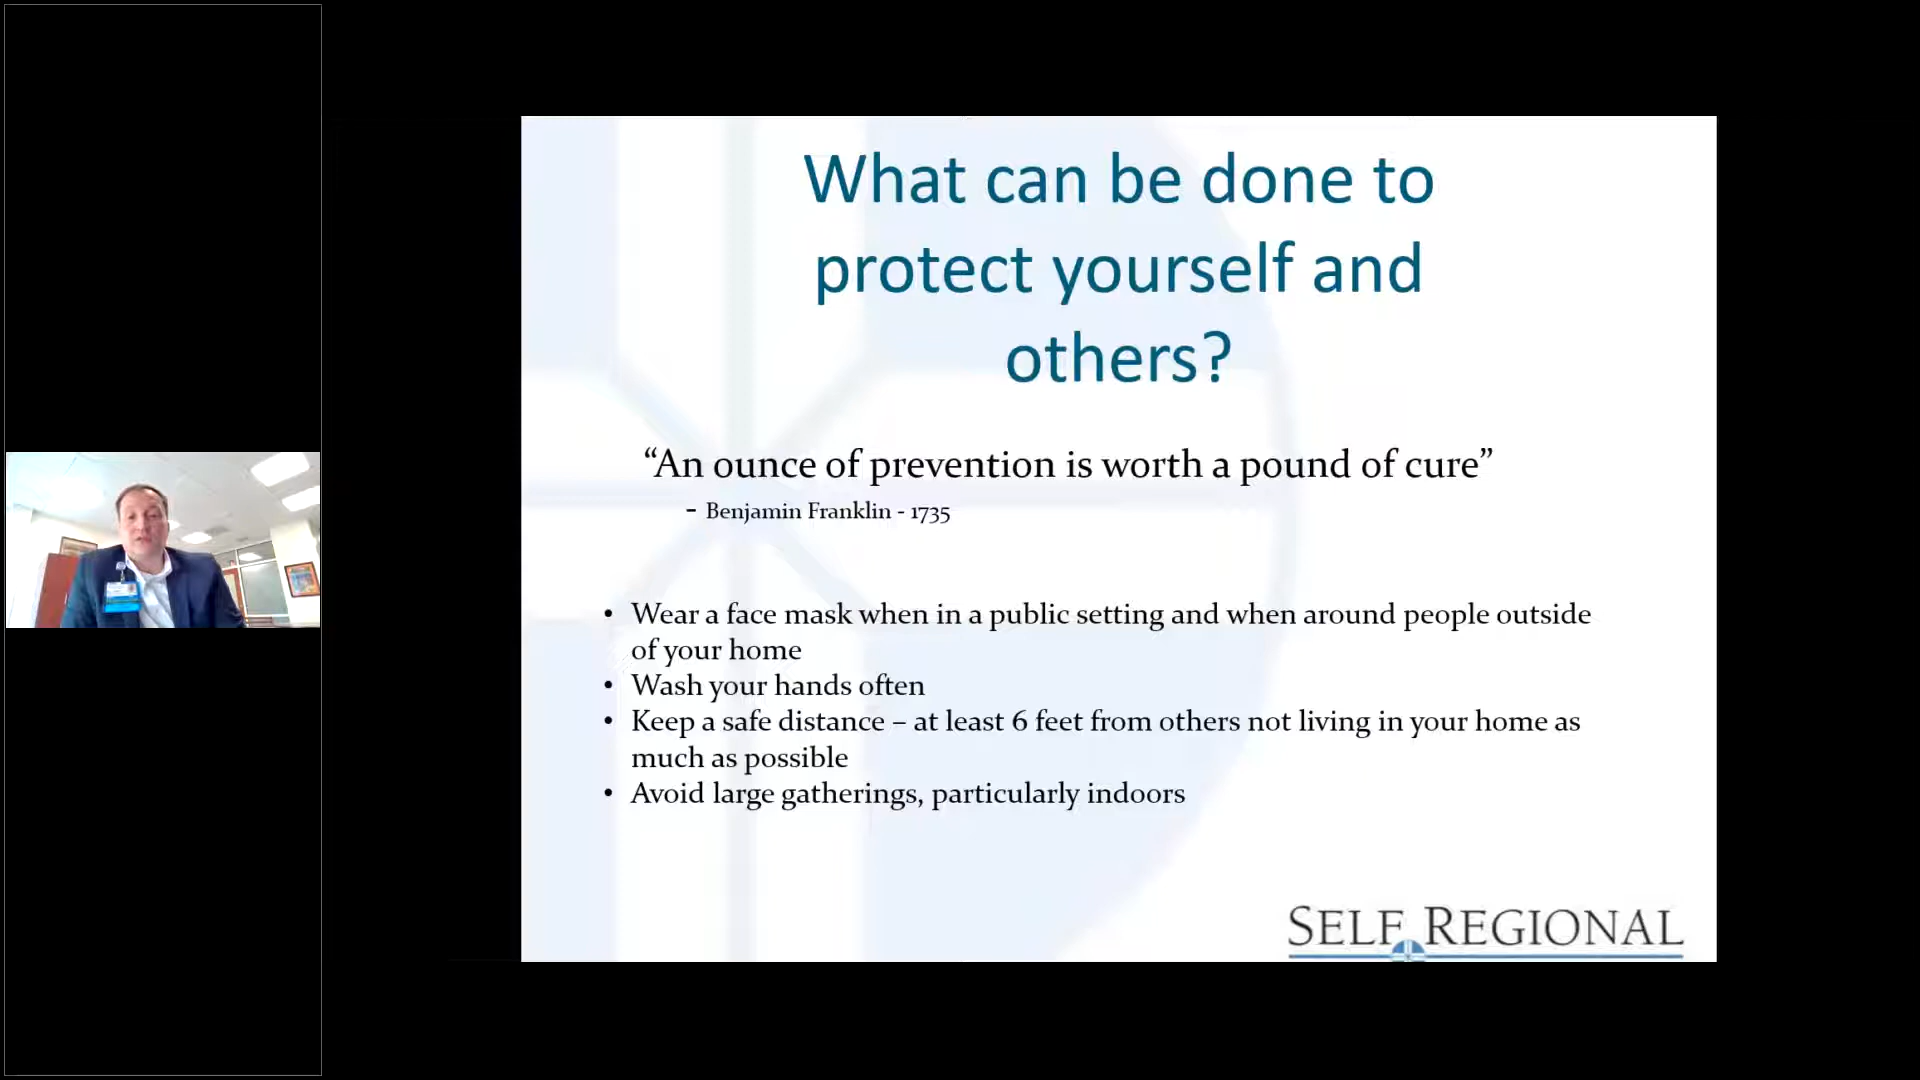 What can be done to
protect yourself and
others?
“An ounce of prevention is worth a pound of cure”
- Benjamin Franklin - 1735
• Wear a face mask when in a public setting and when around people outside
of your home
• Wash your hands often
• Keep a safe distance – at least 6 feet from others not living in your home as
much as possible
• Avoid large gatherings, particularly indoors
SELF REGIONAL